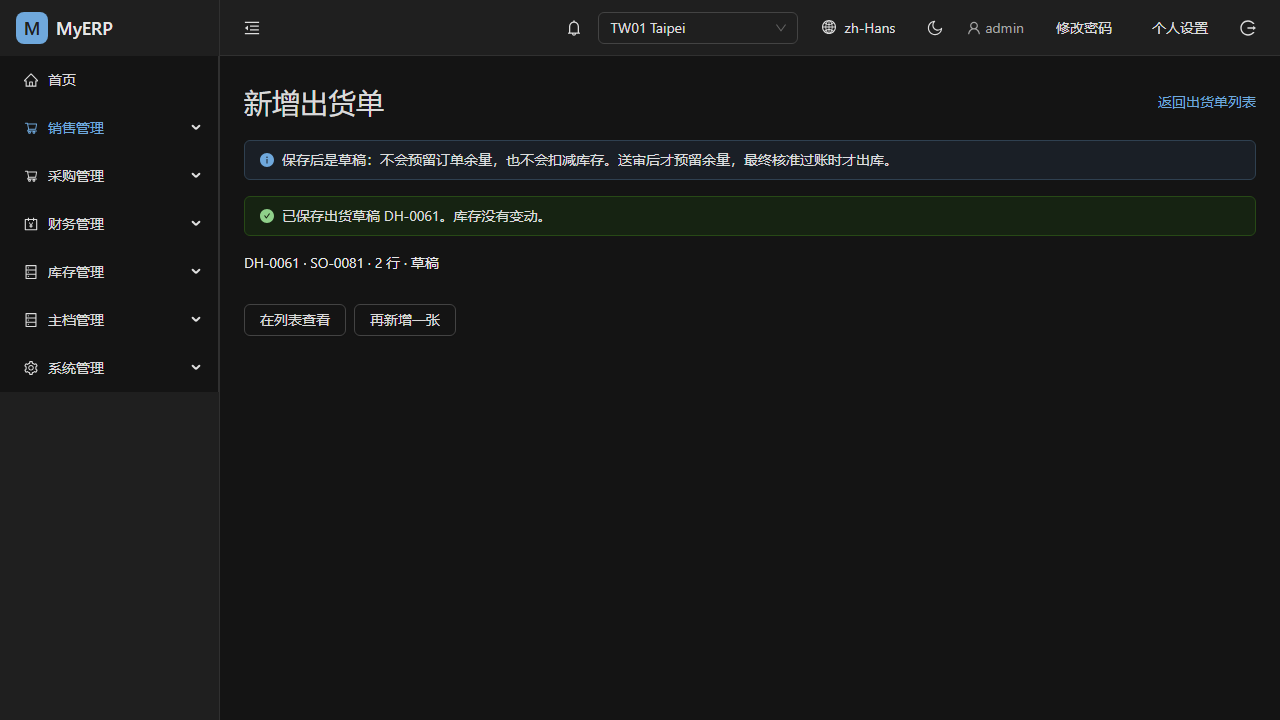 M MyERP
TW01 Taipei
zh-Hans
admin
修改密码
个人设置
首页
销售管理
采购管理
财务管理
库存管理
主档管理
系统管理
新增出货单
返回出货单列表
保存后是草稿：不会预留订单余量，也不会扣减库存。送审后才预留余量，最终核准过账时才出库。
已保存出货草稿 DH-0061。库存没有变动。
DH-0061 · SO-0081 · 2 行 · 草稿
在列表查看
再新增一张